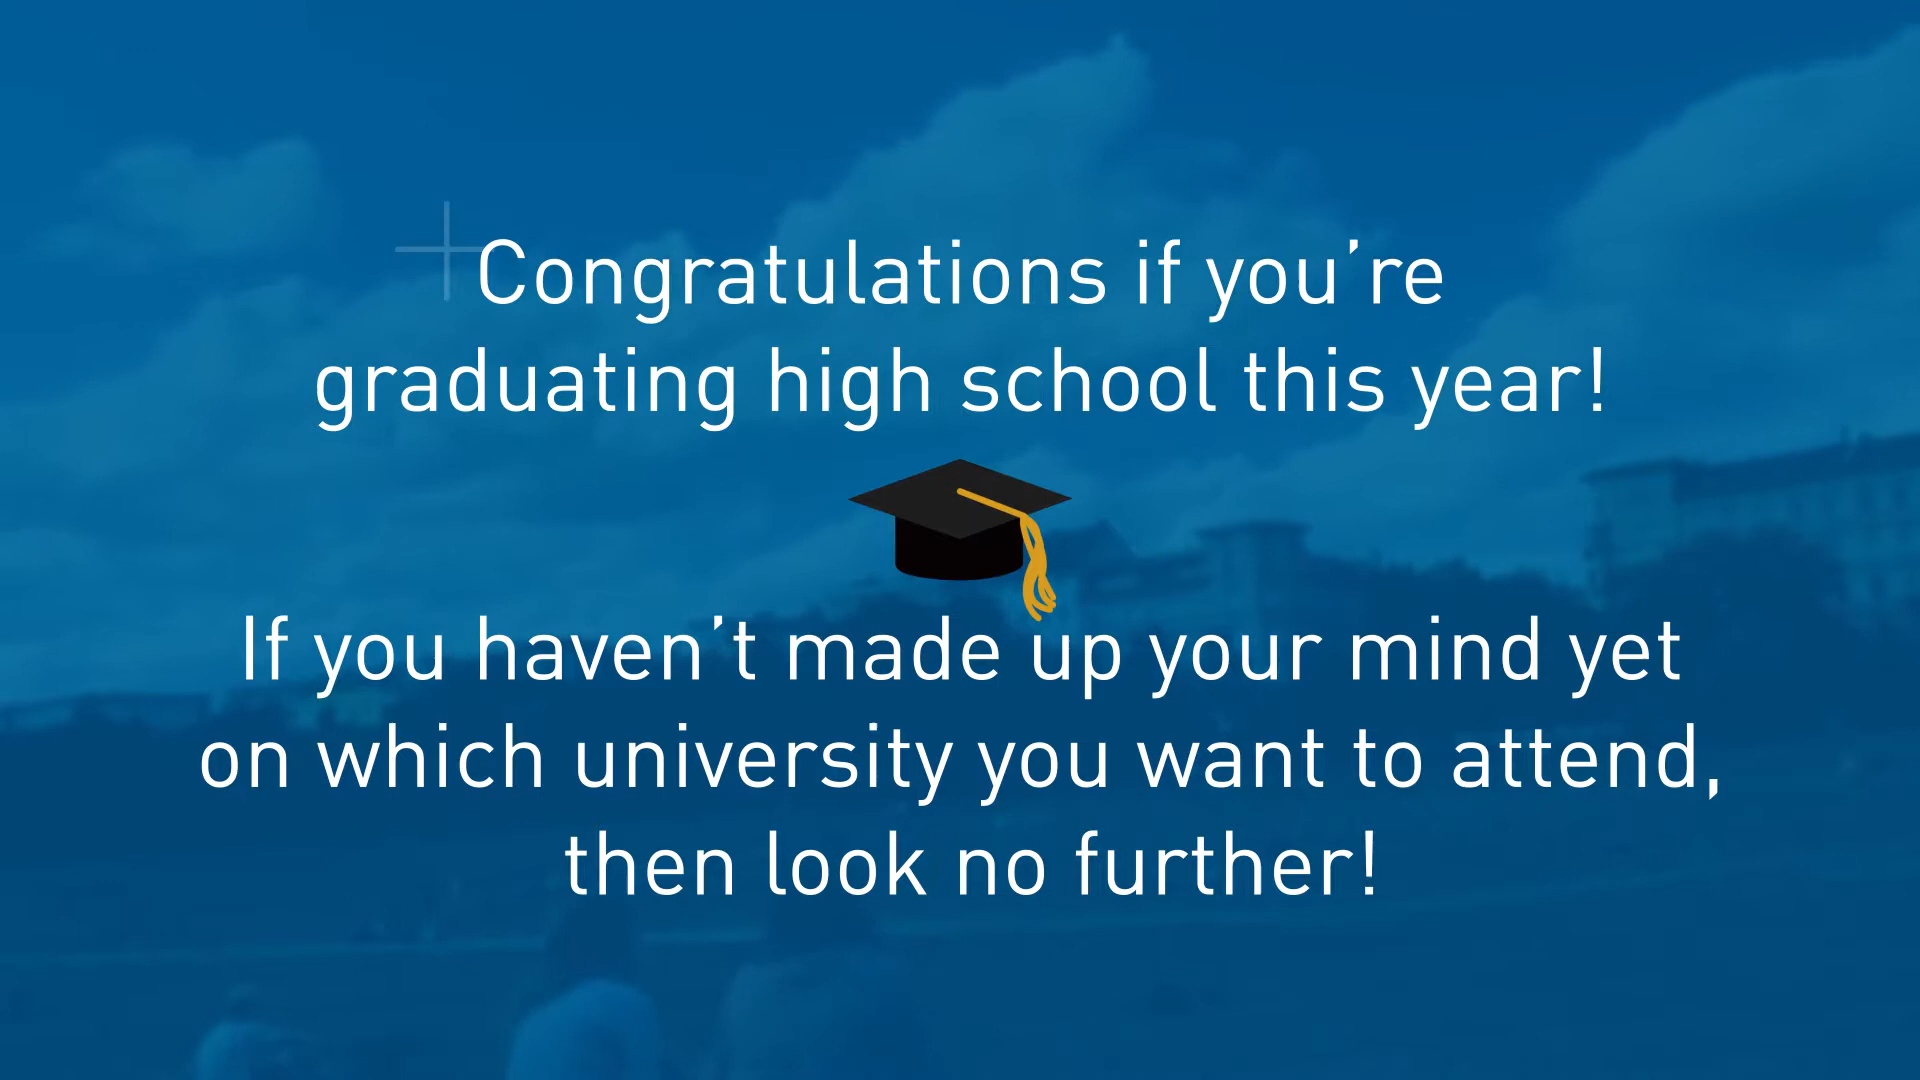 Congratulations if you’re
graduating high school this year!
If you haven’t made up your mind yet
on which university you want to attend,
then look no further!